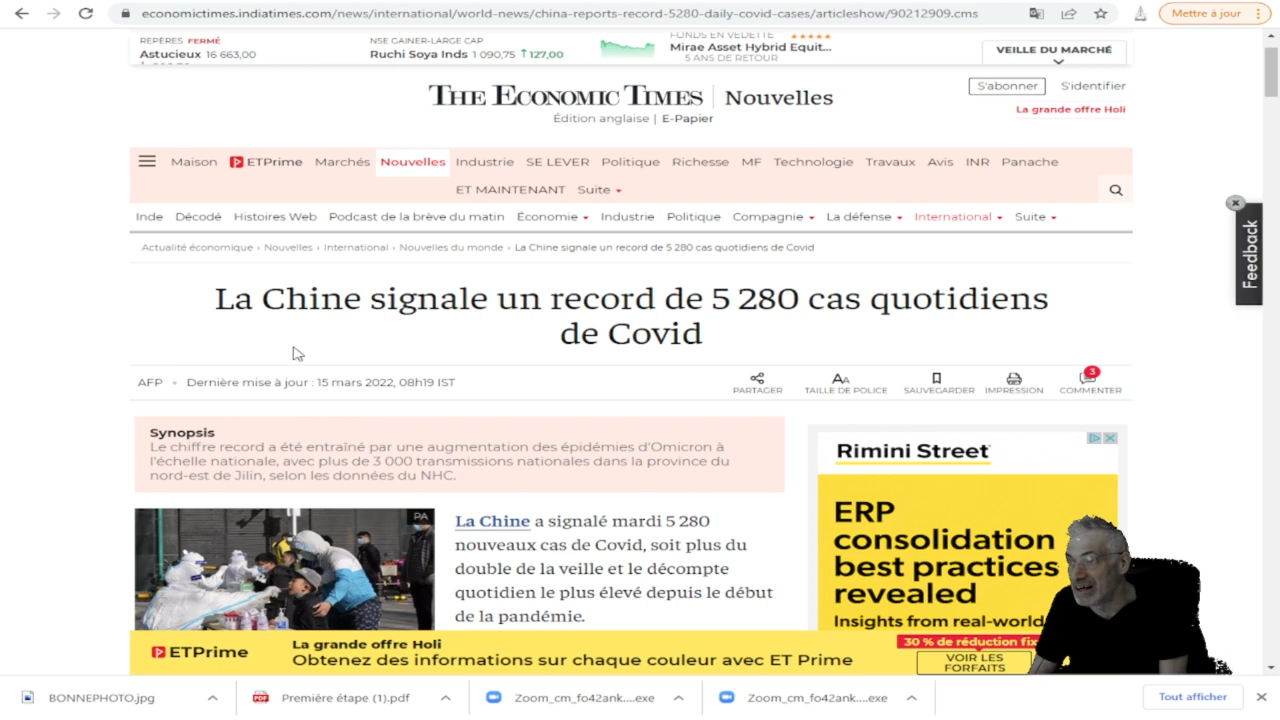 economictimes.indiatimes.com/news/international/world-news/china-reports-record-5280-daily-covid-cases/articleshow/90212909.cms
Mettre à jour
REPÈRES FERMÉ
Astucieux 16 663,00
NSE GAINER-LARGE CAP
Ruchi Soya Inds 1 090,75 ↑127,00
FONDS EN VEDETTE ★★★★★
Mirae Asset Hybrid Equit...
5 ANS DE RETOUR
VEILLE DU MARCHÉ
THE ECONOMIC TIMES | Nouvelles
Édition anglaise | E-Papier
S'abonner
S'identifier
La grande offre Holi
Maison ETPrime Marchés Nouvelles Industrie SE LEVER Politique Richesse MF Technologie Travaux Avis INR Panache
ET MAINTENANT Suite
Inde Décodé Histoires Web Podcast de la brève du matin Économie Industrie Politique Compagnie La défense International Suite
Feedback
Actualité économique › Nouvelles › International › Nouvelles du monde › La Chine signale un record de 5 280 cas quotidiens de Covid
La Chine signale un record de 5 280 cas quotidiens
de Covid
AFP • Dernière mise à jour : 15 mars 2022, 08h19 IST
PARTAGER
TAILLE DE POLICE
SAUVEGARDER
IMPRESSION
3
COMMENTER
Synopsis
Le chiffre record a été entraîné par une augmentation des épidémies d'Omicron à
l'échelle nationale, avec plus de 3 000 transmissions nationales dans la province du
nord-est de Jilin, selon les données du NHC.
PA
La Chine a signalé mardi 5 280
nouveaux cas de Covid, soit plus du
double de la veille et le décompte
quotidien le plus élevé depuis le début
de la pandémie.
Rimini Street
ERP
consolidation
best practices
revealed
Insights from real-world
ETPrime
La grande offre Holi
Obtenez des informations sur chaque couleur avec ET Prime
30 % de réduction fix
VOIR LES
FORFAITS
BONNEPHOTO.jpg
Première étape (1).pdf
Zoom_cm_fo42ank....exe
Zoom_cm_fo42ank....exe
Tout afficher